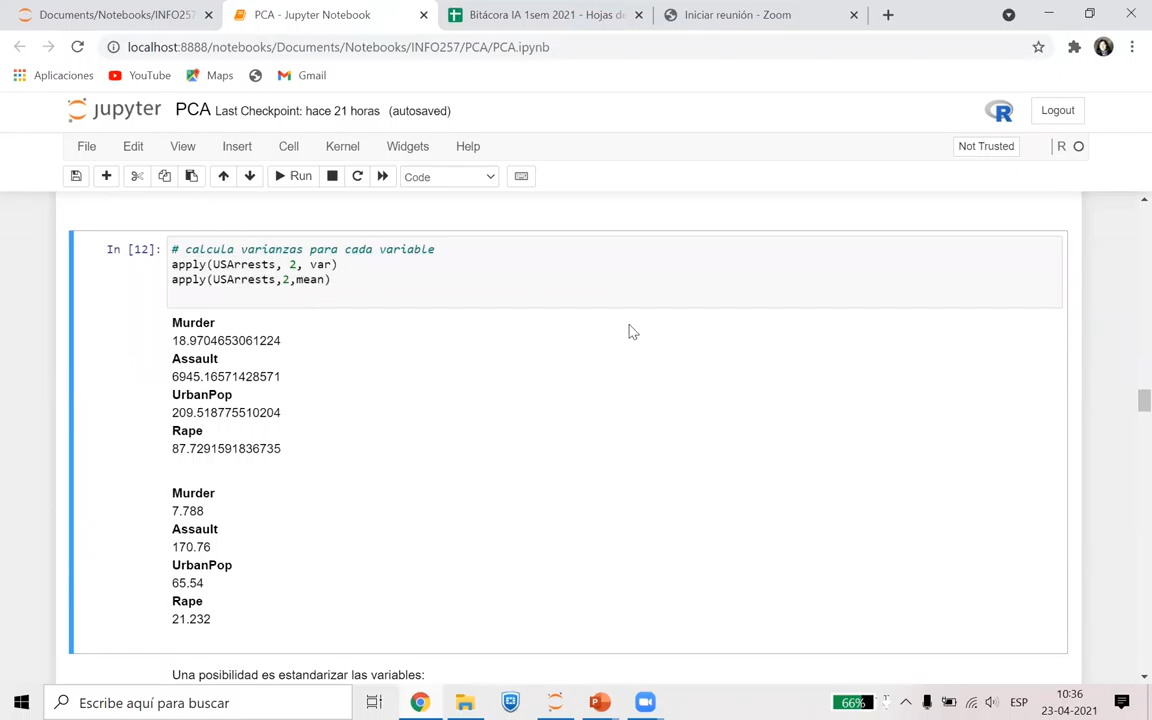 Documents/Notebooks/INFO257
PCA - Jupyter Notebook
Bitácora IA 1sem 2021 - Hojas de
Iniciar reunión - Zoom
localhost:8888/notebooks/Documents/Notebooks/INFO257/PCA/PCA.ipynb
Aplicaciones
YouTube
Maps
Gmail
jupyter PCA Last Checkpoint: hace 21 horas (autosaved)
R
Logout
File Edit View Insert Cell Kernel Widgets Help
Not Trusted
R
Run
Code
In [12]:
# calcula varianzas para cada variable
apply(USArrests, 2, var)
apply(USArrests,2,mean)
Murder
18.9704653061224
Assault
6945.16571428571
UrbanPop
209.518775510204
Rape
87.7291591836735
Murder
7.788
Assault
170.76
UrbanPop
65.54
Rape
21.232
Una posibilidad es estandarizar las variables:
Escribe aquí para buscar
66%
ESP
10:36
23-04-2021